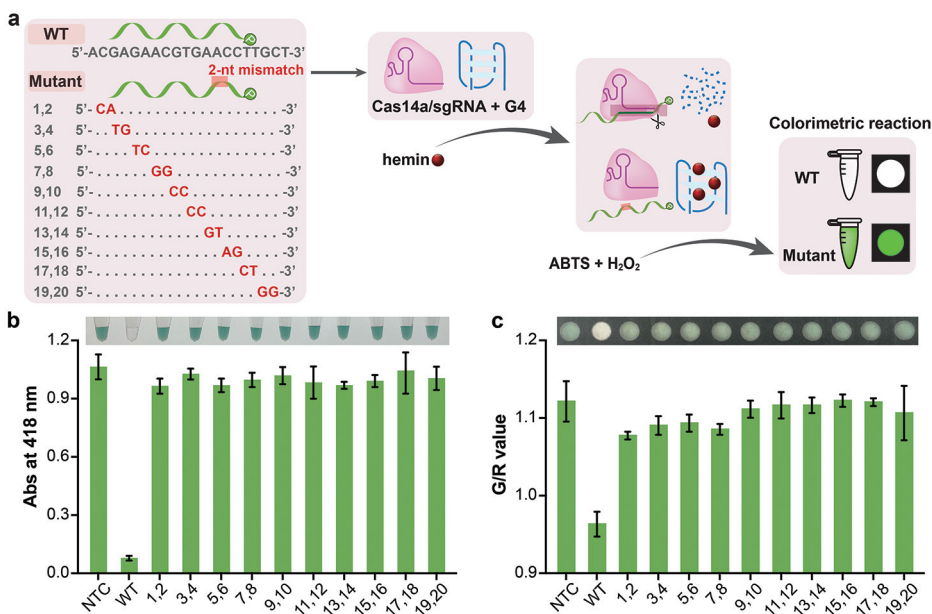 a
WT
5'-ACGAGAACGTGAACCTTGCT-3'
Mutant
2-nt mismatch
1,2 5'-CA..................-3'
3,4 5'-..TG................-3'
5,6 5'-....TC..............-3'
7,8 5'-......GG............-3'
9,10 5'-........CC..........-3'
11,12 5'-..........CC........-3'
13,14 5'-............GT......-3'
15,16 5'-..............AG....-3'
17,18 5'-................CT..-3'
19,20 5'-..................GG-3'
Cas14a/sgRNA + G4
hemin
ABTS + H₂O₂
Colorimetric reaction
WT
Mutant
b
Abs at 418 nm
1.2
0.9
0.6
0.3
0.0
NTC WT 1,2 3,4 5,6 7,8 9,10 11,12 13,14 15,16 17,18 19,20
c
G/R value
1.2
1.1
1.0
0.9
NTC WT 1,2 3,4 5,6 7,8 9,10 11,12 13,14 15,16 17,18 19,20